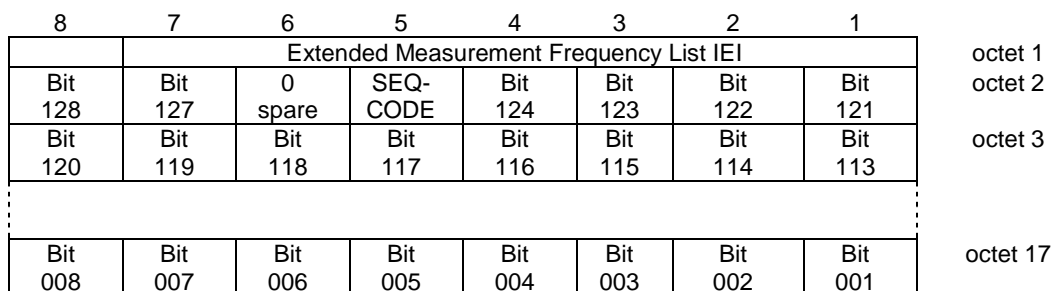 8 7 6 5 4 3 2 1
Extended Measurement Frequency List IEI octet 1
Bit Bit 0 SEQ- Bit Bit Bit Bit octet 2
128 127 spare CODE 124 123 122 121
Bit Bit Bit Bit Bit Bit Bit Bit octet 3
120 119 118 117 116 115 114 113
Bit Bit Bit Bit Bit Bit Bit Bit octet 17
008 007 006 005 004 003 002 001